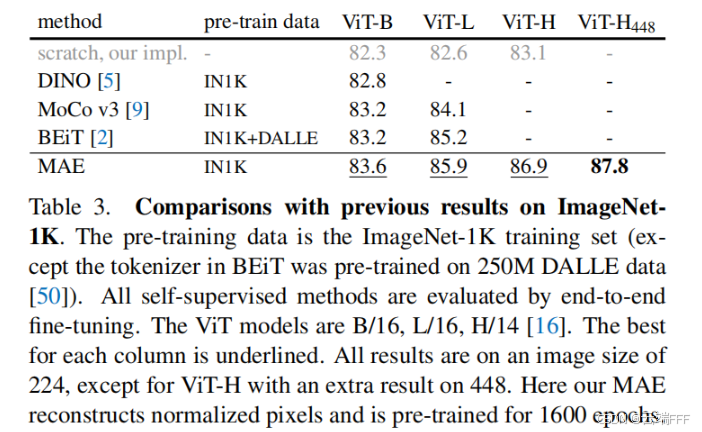 method pre-train data ViT-B ViT-L ViT-H ViT-H448
scratch, our impl. - 82.3 82.6 83.1 -
DINO [5] IN1K 82.8 - - -
MoCo v3 [9] IN1K 83.2 84.1 - -
BEiT [2] IN1K+DALLE 83.2 85.2 - -
MAE IN1K 83.6 85.9 86.9 87.8
Table 3. Comparisons with previous results on ImageNet-
1K. The pre-training data is the ImageNet-1K training set (ex-
cept the tokenizer in BEiT was pre-trained on 250M DALLE data
[50]). All self-supervised methods are evaluated by end-to-end
fine-tuning. The ViT models are B/16, L/16, H/14 [16]. The best
for each column is underlined. All results are on an image size of
224, except for ViT-H with an extra result on 448. Here our MAE
reconstructs normalized pixels and is pre-trained for 1600 epochs.